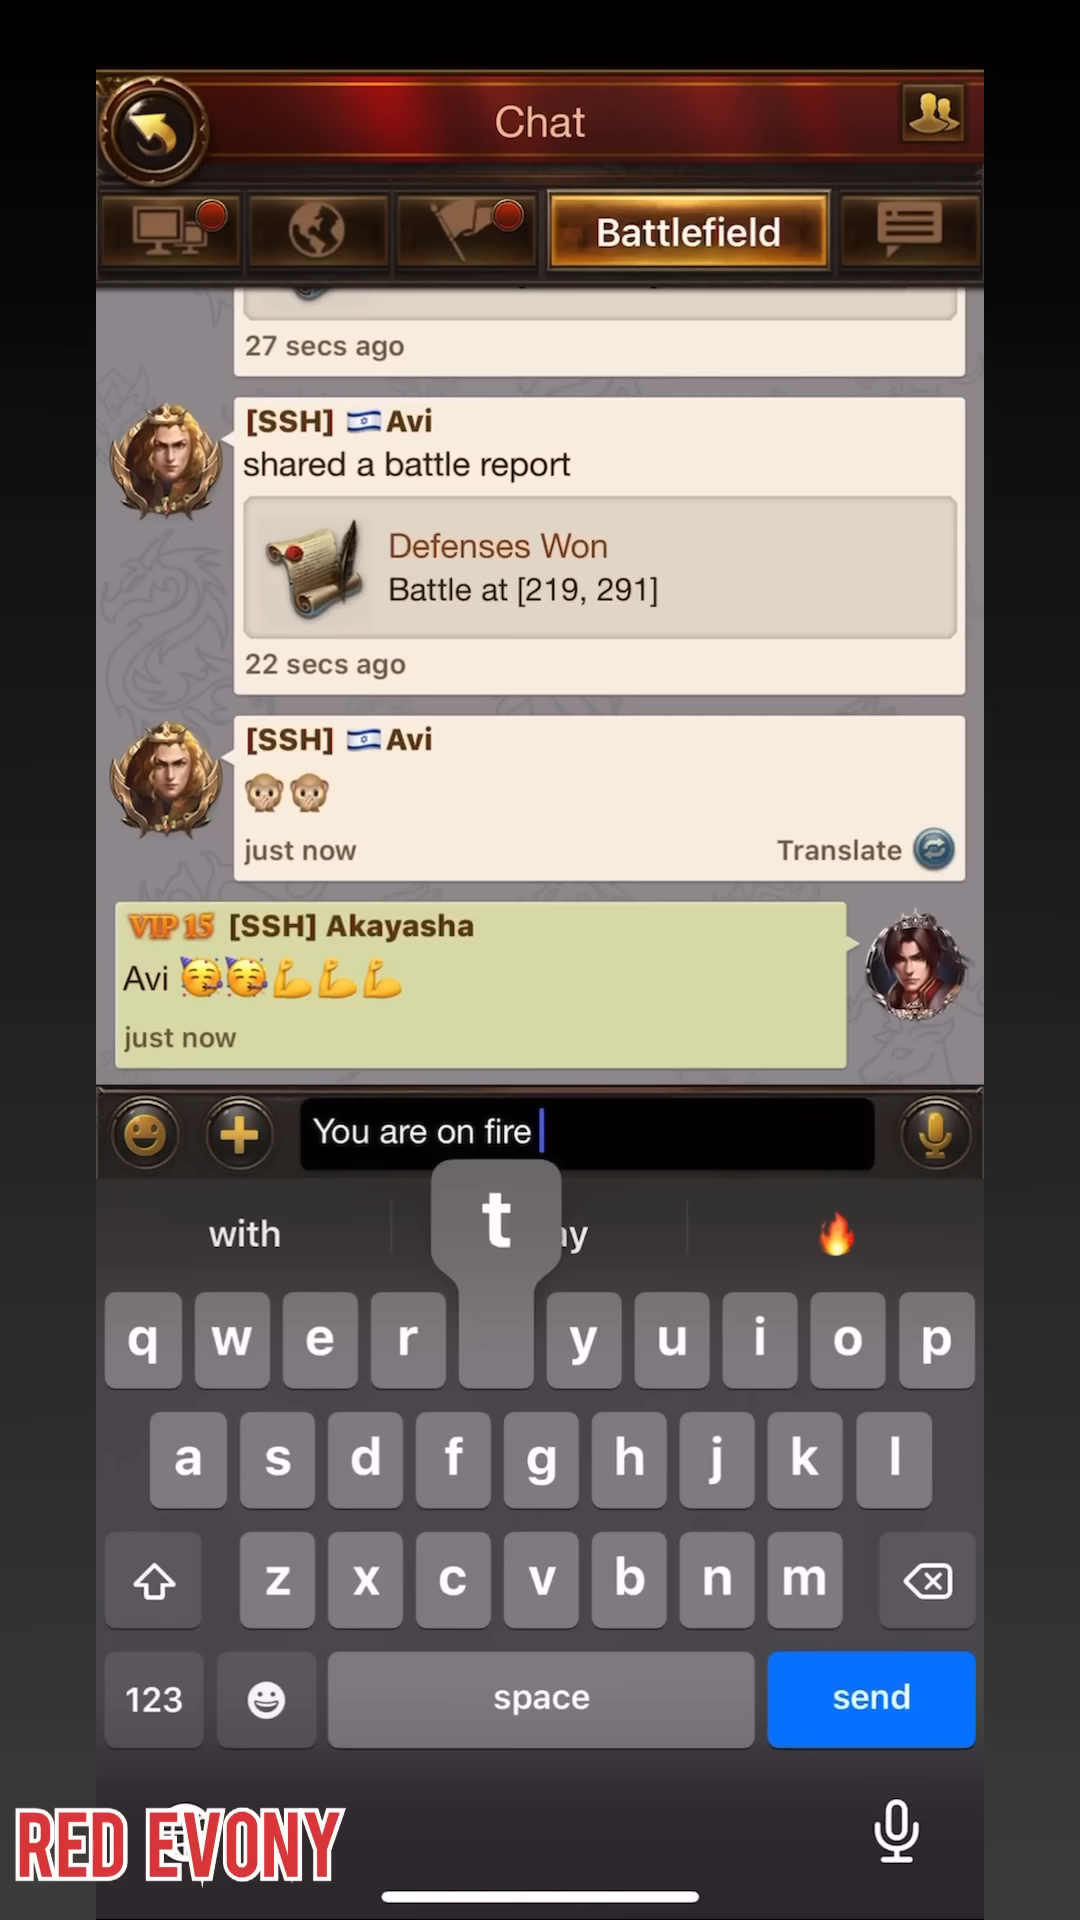 Chat
Battlefield
27 secs ago
[SSH] 🇮🇱Avi
shared a battle report
Defenses Won
Battle at [219, 291]
22 secs ago
[SSH] 🇮🇱Avi
🙊🙊
just now
Translate
VIP 15 [SSH] Akayasha
Avi 🥳🥳💪💪💪
just now
You are on fire
with
t
ay
🔥
q w e r y u i o p
a s d f g h j k l
z x c v b n m
123
space
send
RED EVONY